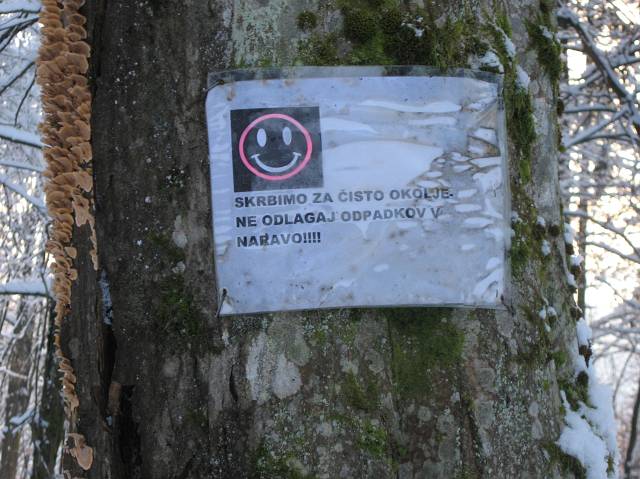 SKRBIMO ZA ČISTO OKOLJE-
NE ODLAGAJ ODPADKOV V
NARAVO!!!!